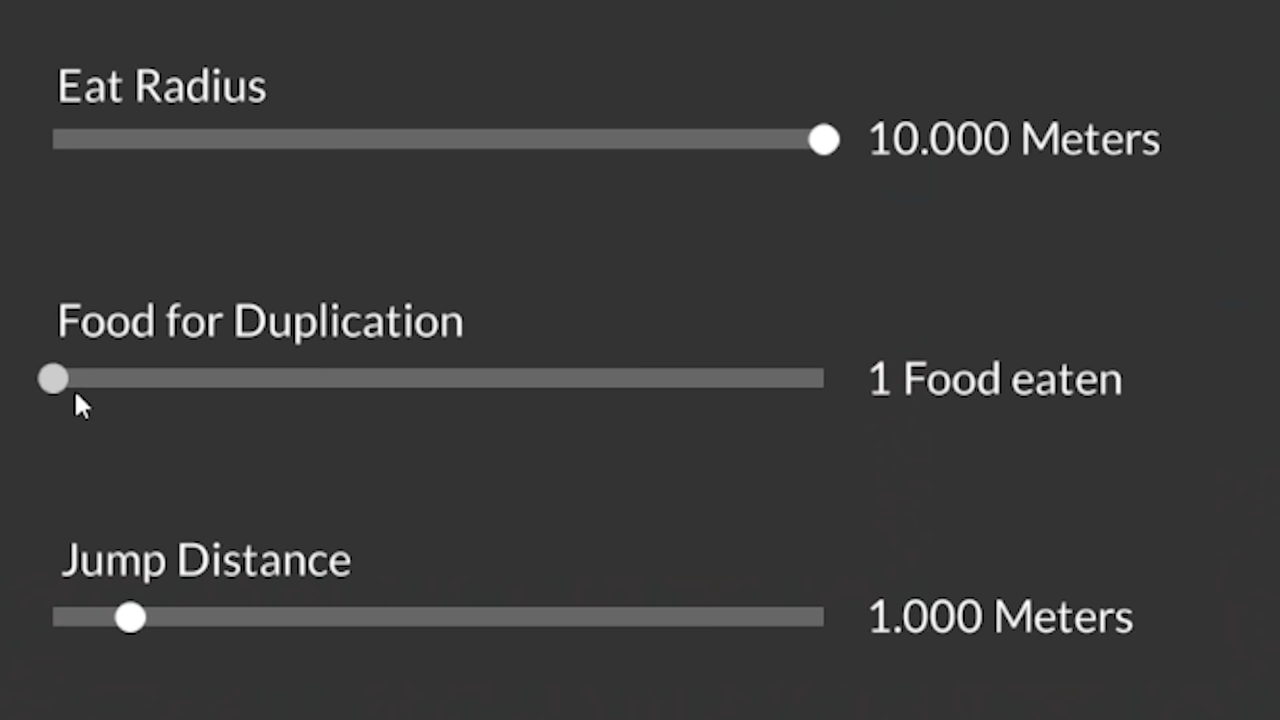 Eat Radius
10.000 Meters
Food for Duplication
1 Food eaten
Jump Distance
1.000 Meters